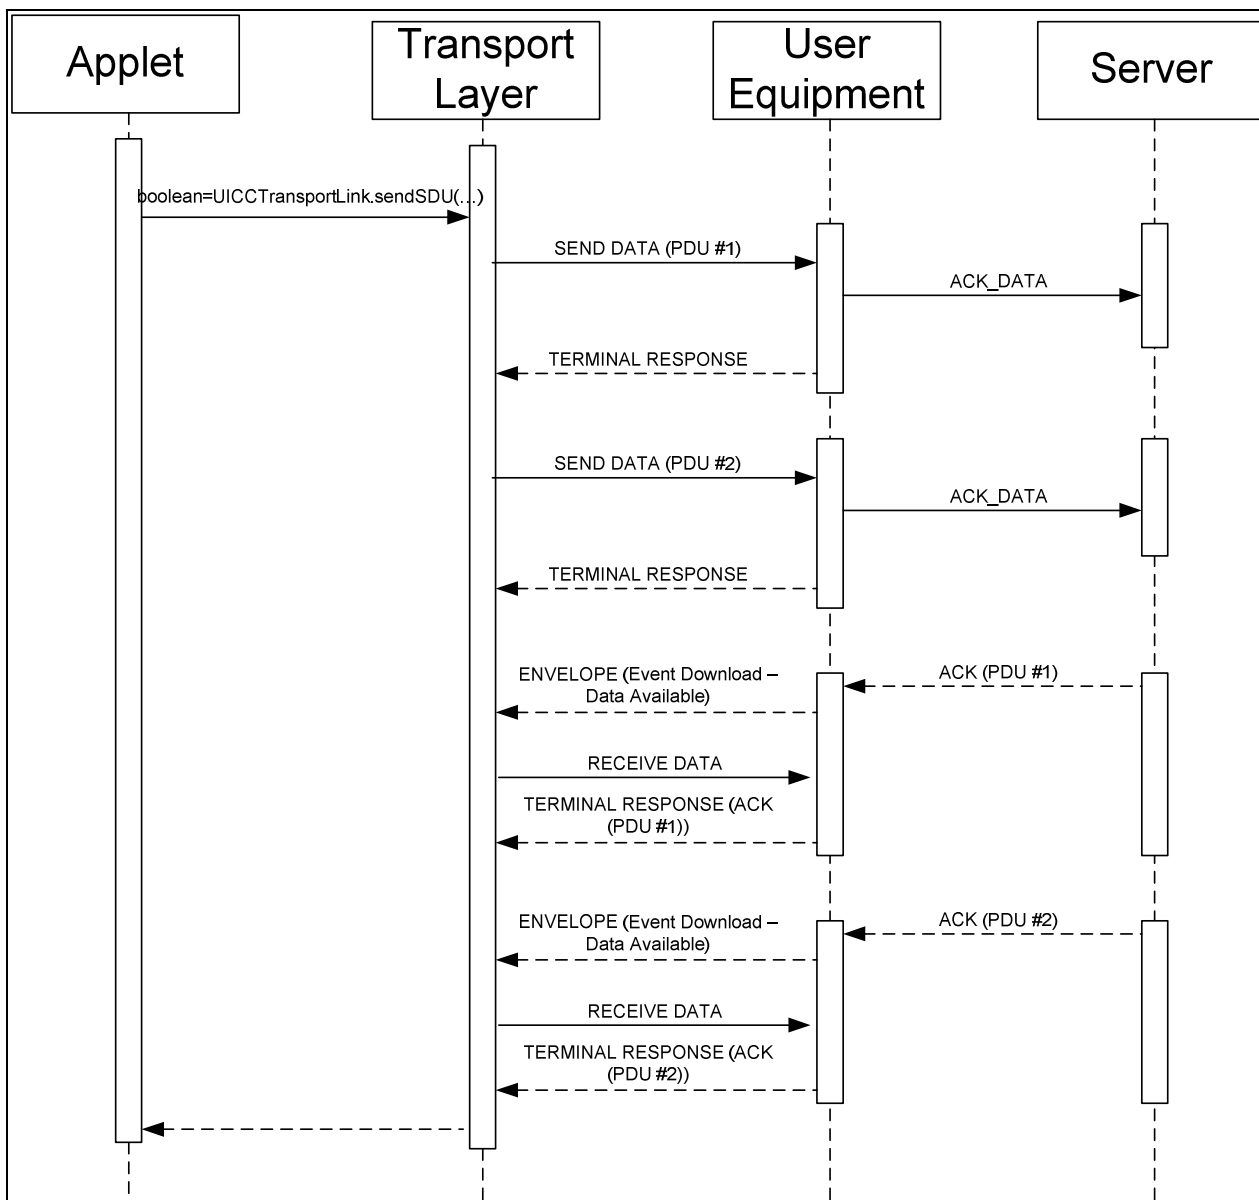 Applet
Transport
Layer
User
Equipment
Server
boolean=UICCTransportLink.sendSDU(...)
SEND DATA (PDU #1)
ACK_DATA
TERMINAL RESPONSE
SEND DATA (PDU #2)
ACK_DATA
TERMINAL RESPONSE
ACK (PDU #1)
ENVELOPE (Event Download –
Data Available)
RECEIVE DATA
TERMINAL RESPONSE (ACK
(PDU #1))
ACK (PDU #2)
ENVELOPE (Event Download –
Data Available)
RECEIVE DATA
TERMINAL RESPONSE (ACK
(PDU #2))